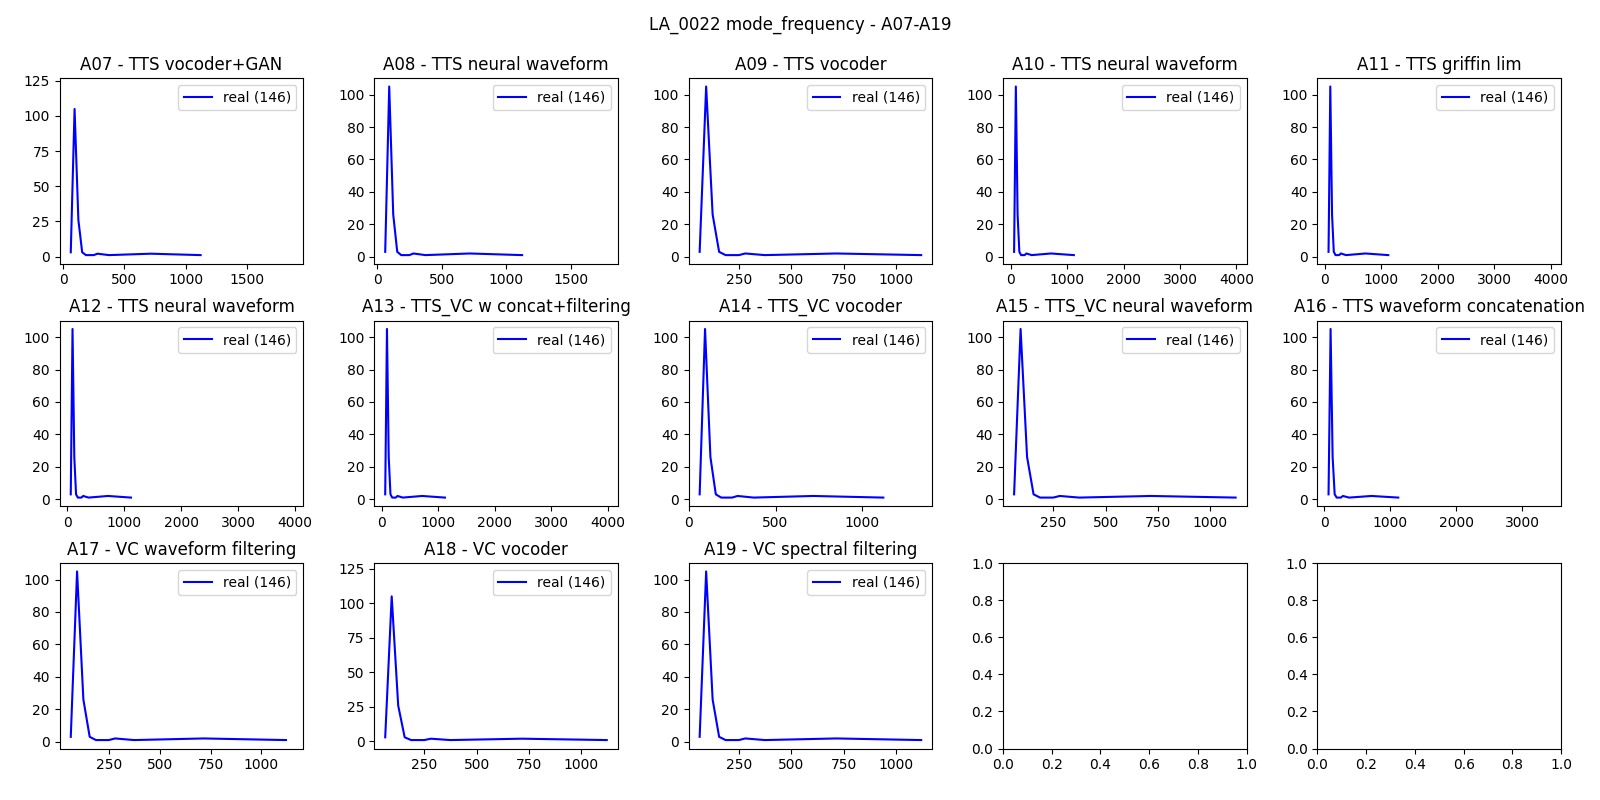 LA_0022 mode_frequency - A07-A19
A07 - TTS vocoder+GAN
real (146)
125
100
75
50
25
0
0 500 1000 1500
A08 - TTS neural waveform
real (146)
100
80
60
40
20
0
0 500 1000 1500
A09 - TTS vocoder
real (146)
100
80
60
40
20
0
250 500 750 1000
A10 - TTS neural waveform
real (146)
100
80
60
40
20
0
0 1000 2000 3000 4000
A11 - TTS griffin lim
real (146)
100
80
60
40
20
0
0 1000 2000 3000 4000
A12 - TTS neural waveform
real (146)
100
80
60
40
20
0
0 1000 2000 3000 4000
A13 - TTS_VC w concat+filtering
real (146)
100
80
60
40
20
0
0 1000 2000 3000 4000
A14 - TTS_VC vocoder
real (146)
100
80
60
40
20
0
0 500 1000
A15 - TTS_VC neural waveform
real (146)
100
80
60
40
20
0
250 500 750 1000
A16 - TTS waveform concatenation
real (146)
100
80
60
40
20
0
0 1000 2000 3000
A17 - VC waveform filtering
real (146)
100
80
60
40
20
0
250 500 750 1000
A18 - VC vocoder
real (146)
125
100
75
50
25
0
250 500 750 1000
A19 - VC spectral filtering
real (146)
100
80
60
40
20
0
250 500 750 1000
1.0
0.8
0.6
0.4
0.2
0.0
0.0 0.2 0.4 0.6 0.8 1.0
1.0
0.8
0.6
0.4
0.2
0.0
0.0 0.2 0.4 0.6 0.8 1.0